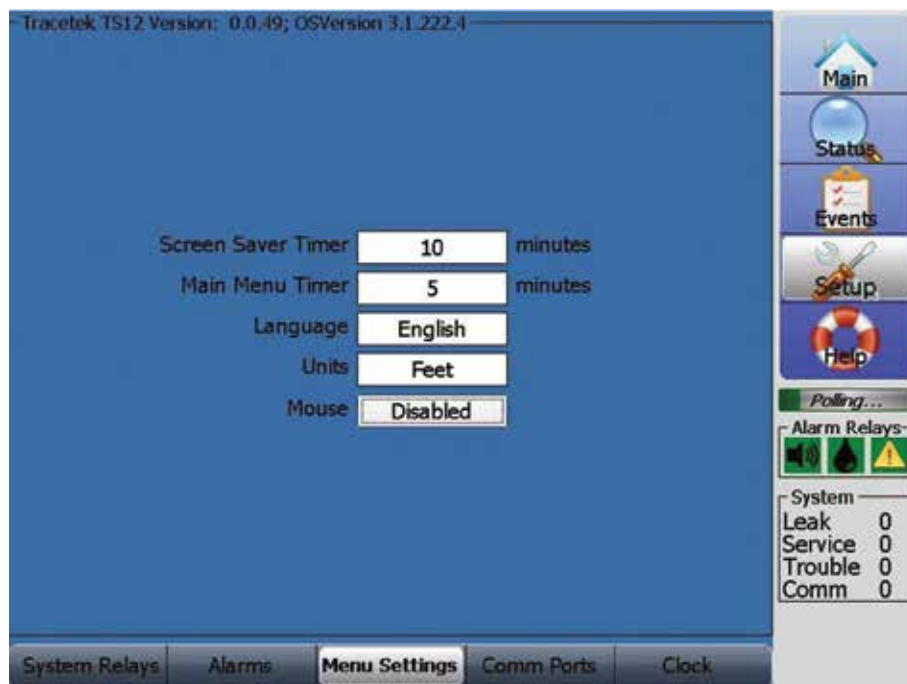 Tracetek TS12 Version: 0.0.49; OSVersion 3.1.222.4
Screen Saver Timer 10 minutes
Main Menu Timer 5 minutes
Language English
Units Feet
Mouse Disabled
System Relays Alarms Menu Settings Comm Ports Clock
Main
Status
Events
Setup
Help
Polling...
Alarm Relays
System
Leak 0
Service 0
Trouble 0
Comm 0